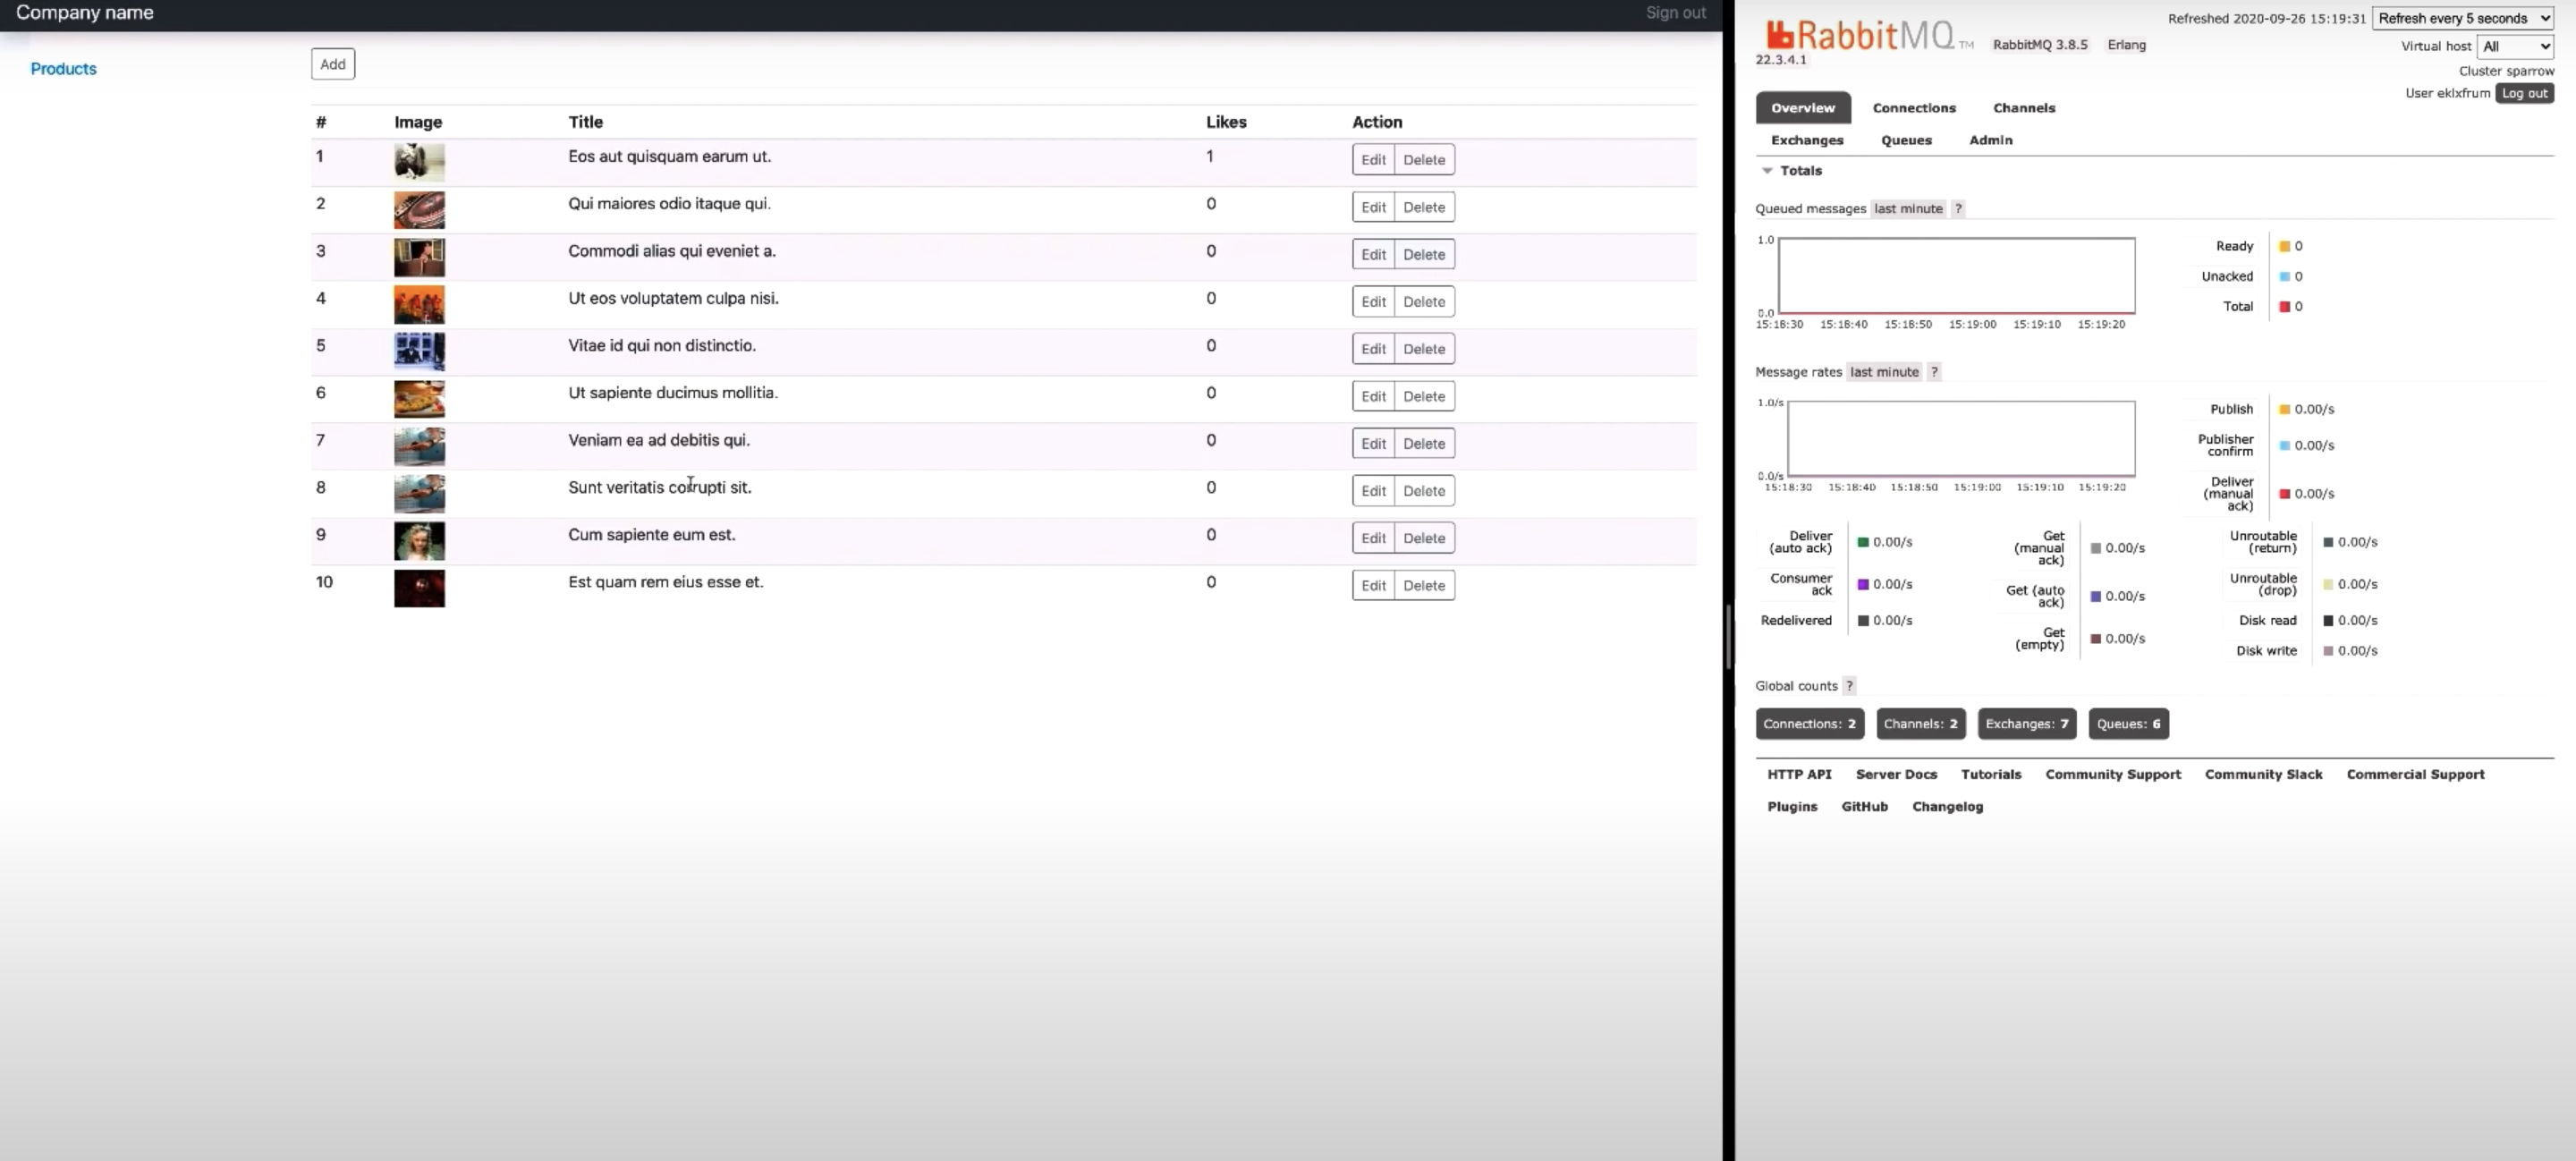 Company name
Sign out
Products
Add
# Image Title Likes Action
1 Eos aut quisquam earum ut. 1 Edit Delete
2 Qui maiores odio itaque qui. 0 Edit Delete
3 Commodi alias qui eveniet a. 0 Edit Delete
4 Ut eos voluptatem culpa nisi. 0 Edit Delete
5 Vitae id qui non distinctio. 0 Edit Delete
6 Ut sapiente ducimus mollitia. 0 Edit Delete
7 Veniam ea ad debitis qui. 0 Edit Delete
8 Sunt veritatis corrupti sit. 0 Edit Delete
9 Cum sapiente eum est. 0 Edit Delete
10 Est quam rem eius esse et. 0 Edit Delete
Refreshed 2020-09-26 15:19:31 Refresh every 5 seconds
RabbitMQ TM RabbitMQ 3.8.5 Erlang
22.3.4.1
Virtual host All
Cluster sparrow
User eklxfrum Log out
Overview Connections Channels
Exchanges Queues Admin
Totals
Queued messages last minute ?
1.0
0.0
15:18:30 15:18:40 15:18:50 15:19:00 15:19:10 15:19:20
Ready 0
Unacked 0
Total 0
Message rates last minute ?
1.0/s
0.0/s
15:18:30 15:18:40 15:18:50 15:19:00 15:19:10 15:19:20
Publish 0.00/s
Publisher
confirm 0.00/s
Deliver
(manual
ack) 0.00/s
Deliver
(auto ack) 0.00/s
Consumer
ack 0.00/s
Redelivered 0.00/s
Get
(manual
ack) 0.00/s
Get (auto
ack) 0.00/s
Get
(empty) 0.00/s
Unroutable
(return) 0.00/s
Unroutable
(drop) 0.00/s
Disk read 0.00/s
Disk write 0.00/s
Global counts ?
Connections: 2 Channels: 2 Exchanges: 7 Queues: 6
HTTP API Server Docs Tutorials Community Support Community Slack Commercial Support
Plugins GitHub Changelog